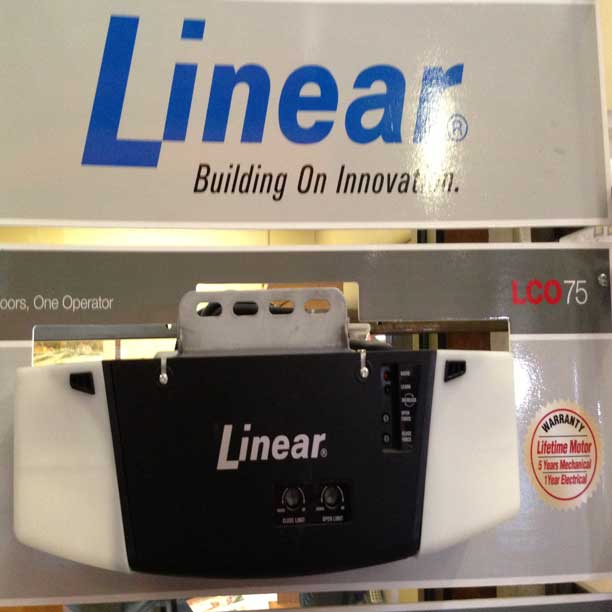 Linear®
Building On Innovation.
oors, One Operator
LCO75
Linear®
CLOSE LIMIT
OPEN LIMIT
WARRANTY
Lifetime Motor
5 Years Mechanical
1 Year Electrical